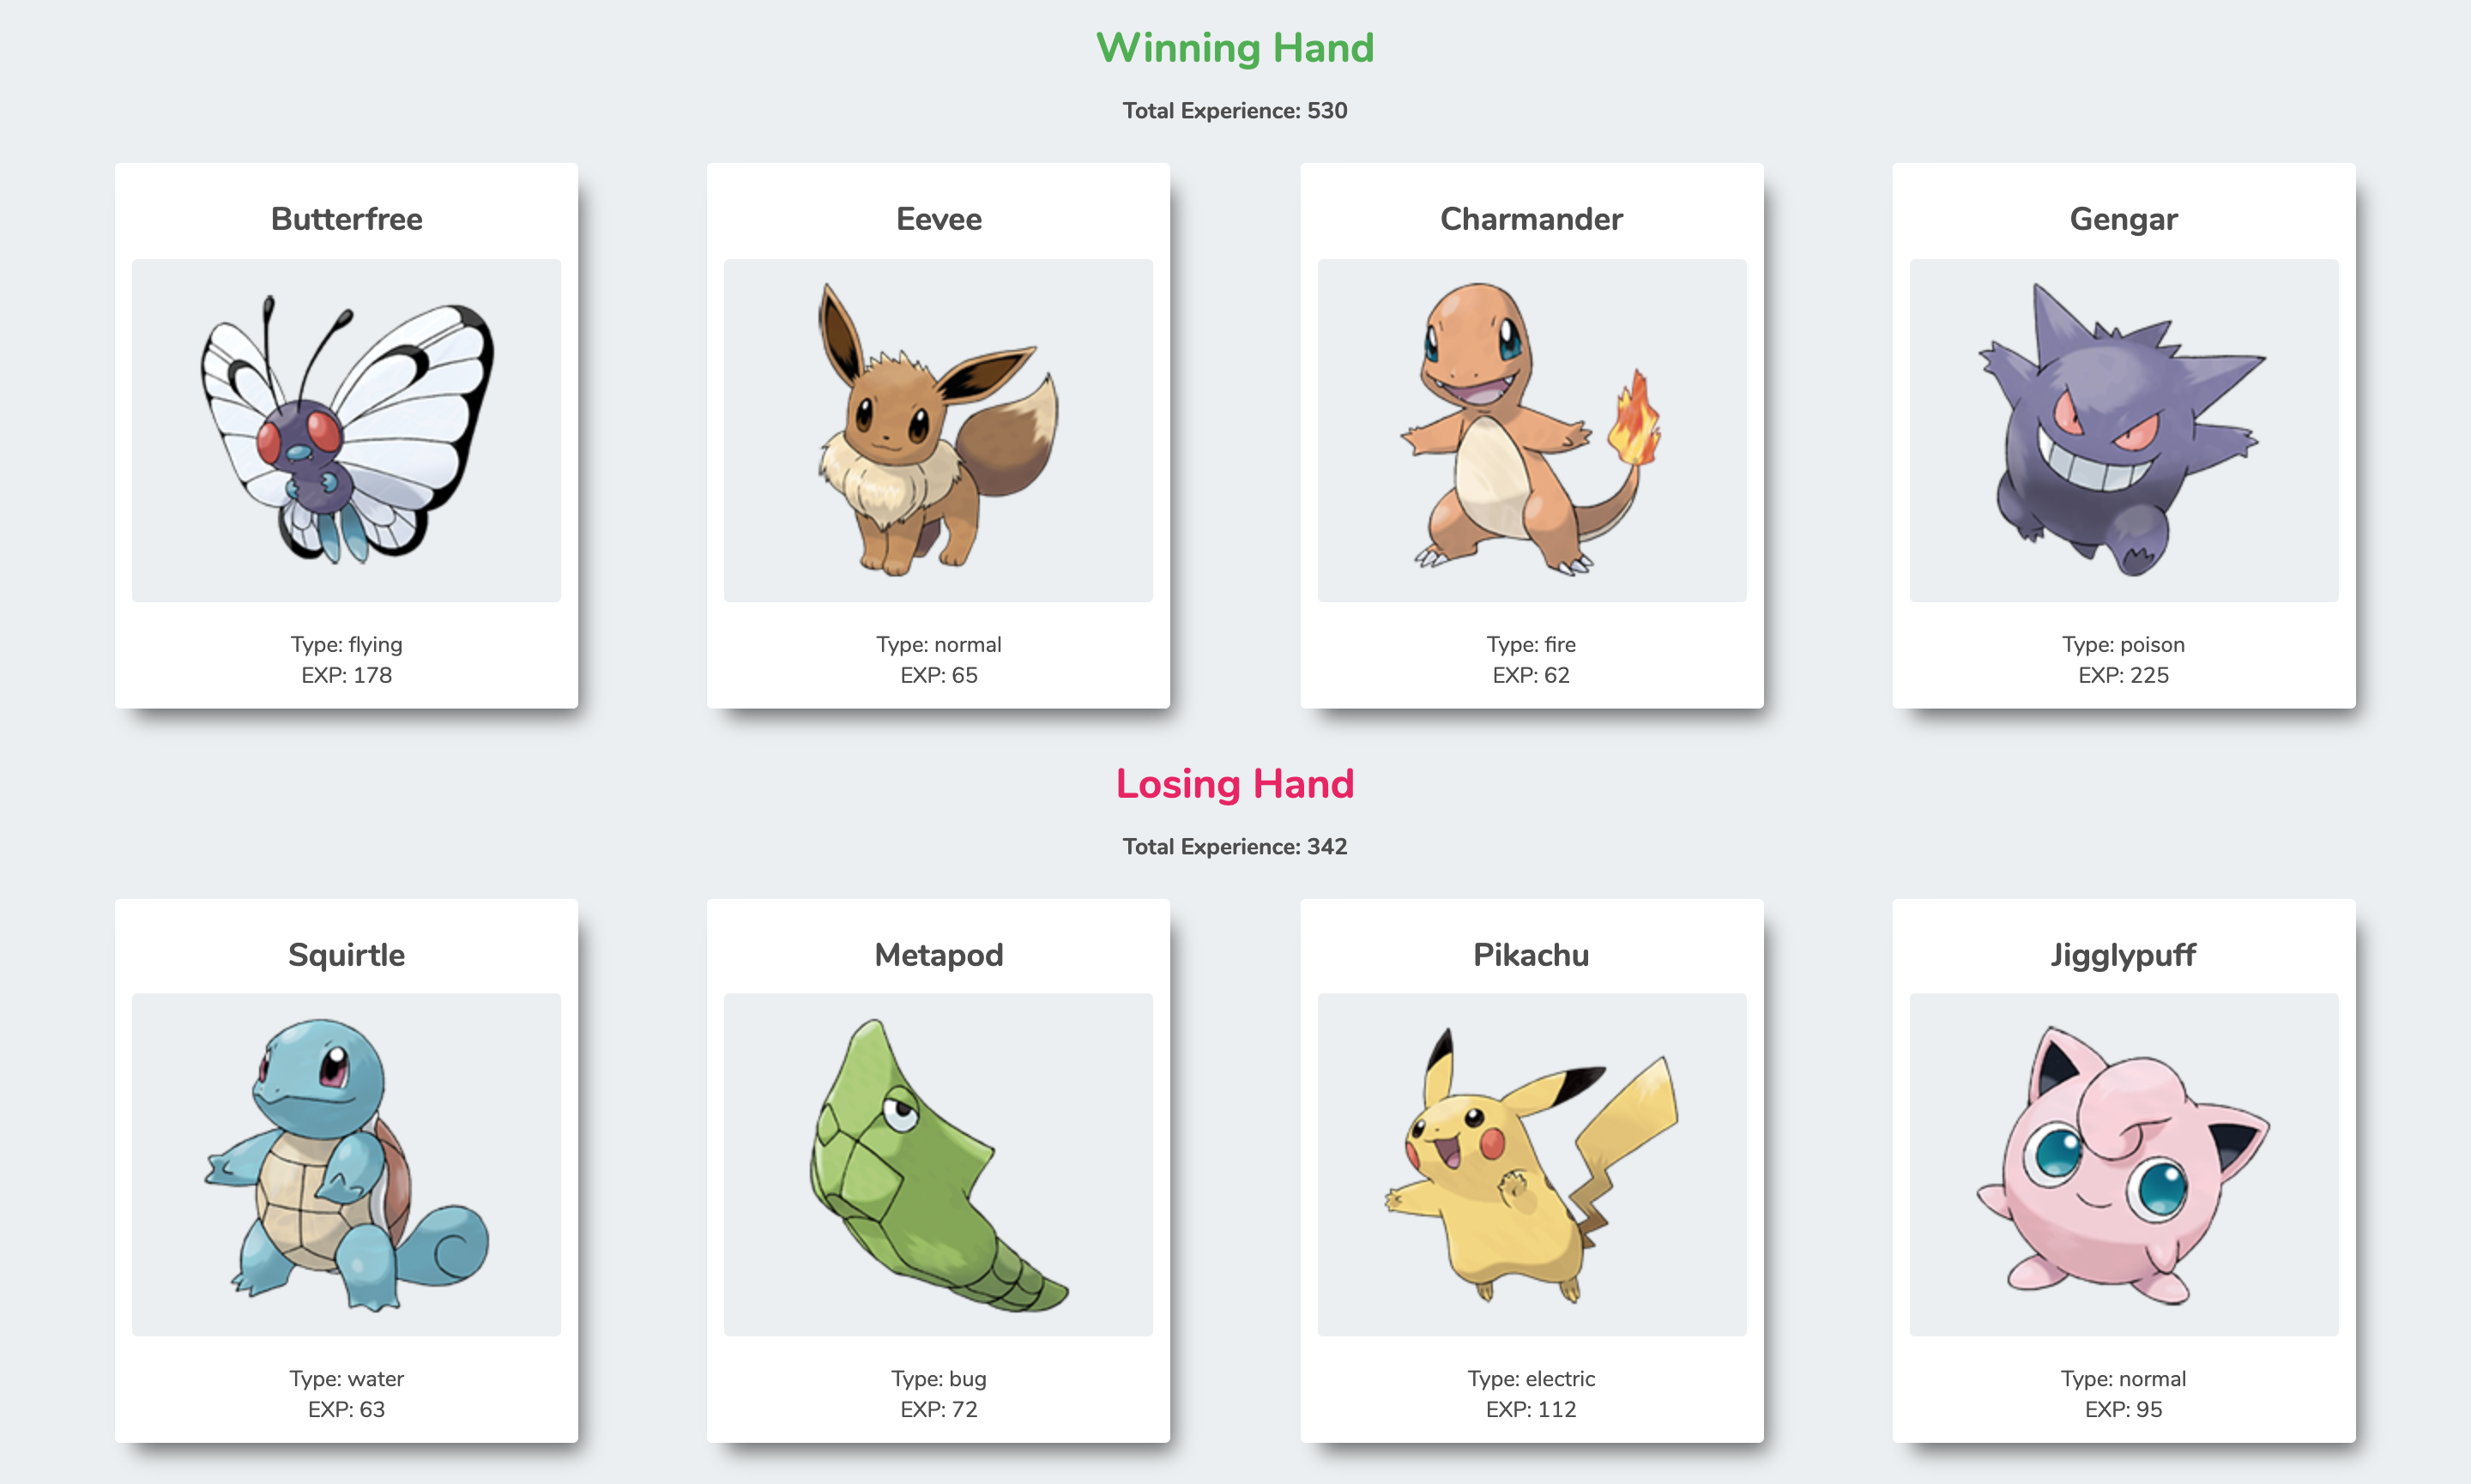 Winning Hand
Total Experience: 530
Butterfree
Eevee
Charmander
Gengar
Type: flying
EXP: 178
Type: normal
EXP: 65
Type: fire
EXP: 62
Type: poison
EXP: 225
Losing Hand
Total Experience: 342
Squirtle
Metapod
Pikachu
Jigglypuff
Type: water
EXP: 63
Type: bug
EXP: 72
Type: electric
EXP: 112
Type: normal
EXP: 95